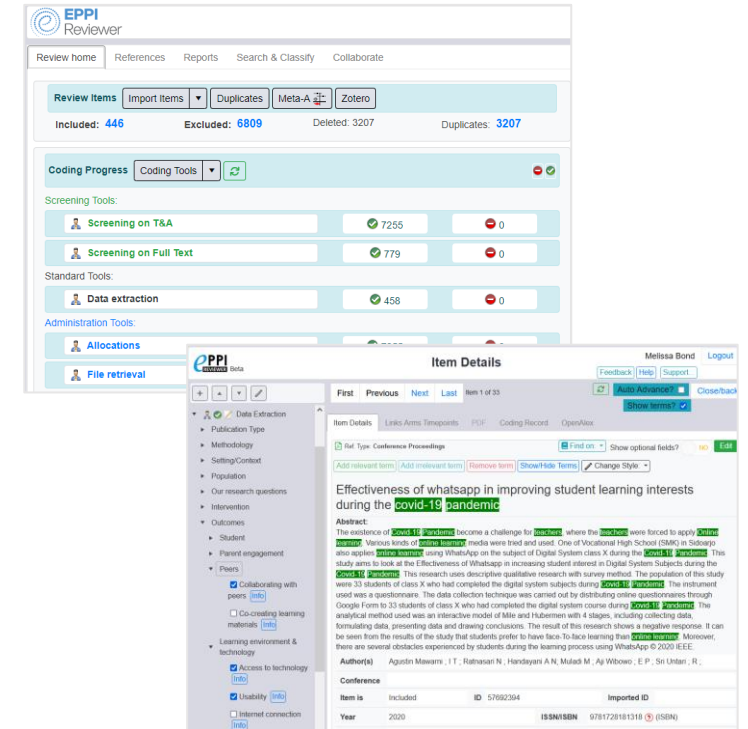 EPPI
Reviewer
Review home References Reports Search & Classify Collaborate
Review Items Import Items Duplicates Meta-A Zotero
Included: 446 Excluded: 6809 Deleted: 3207 Duplicates: 3207
Coding Progress Coding Tools
Screening Tools:
Screening on T&A 7255 0
Screening on Full Text 779 0
Standard Tools:
Data extraction 458 0
Administration Tools:
Allocations
File retrieval
ePPI
REVIEWER Beta
Item Details
Melissa Bond Logout
Feedback Help Support...
First Previous Next Last Item 1 of 33 Auto Advance? Close/back
Show terms?
Item Details Links Arms Timepoints PDF Coding Record OpenAlex
Ref. Type: Conference Proceedings Find on... Show optional fields? NO Edit
Add relevant term Add irrelevant term Remove term Show/Hide Terms Change Style
Effectiveness of whatsapp in improving student learning interests
during the covid-19 pandemic
Abstract:
The existence of Covid-19 Pandemic become a challenge for teachers, where the teachers were forced to apply Online
learning. Various kinds of online learning media were tried and used. One of Vocational High School (SMK) in Sidoarjo
also applies online learning using WhatsApp on the subject of Digital System class X during the Covid-19 Pandemic. This
study aims to look at the Effectiveness of Whatsapp in increasing student interest in Digital System Subjects during the
Covid-19 Pandemic. This research uses descriptive qualitative research with survey method. The population of this study
were 33 students of class X who had completed the digital system subjects during Covid-19 Pandemic. The instrument
used was a questionnaire. The data collection technique was carried out by distributing online questionnaires through
Google Form to 33 students of class X who had completed the digital system course during Covid-19 Pandemic. The
analytical method used was an interactive model of Mile and Hubermen with 4 stages, including collecting data,
formulating data, presenting data and drawing conclusions. The result of this research shows a negative response. It can
be seen from the results of the study that students prefer to have face-To-face learning than online learning. Moreover,
there are several obstacles experienced by students during the learning process using WhatsApp © 2020 IEEE.
Author(s) Agustin Mawarni , I T ; Ratnasari N ; Handayani A N; Muladi M ; Aji Wibowo ; E P ; Sri Untari ; R ;
Conference
Item is Included ID 57692394 Imported ID
Year 2020 ISSN/ISBN 9781728181318 (ISBN)
Data Extraction
Publication Type
Methodology
Setting/Context
Population
Our research questions
Intervention
Outcomes
Student
Parent engagement
Peers
Collaborating with
peers Info
Co-creating learning
materials Info
Learning environment &
technology
Access to technology
Info
Usability Info
Internet connection
Info